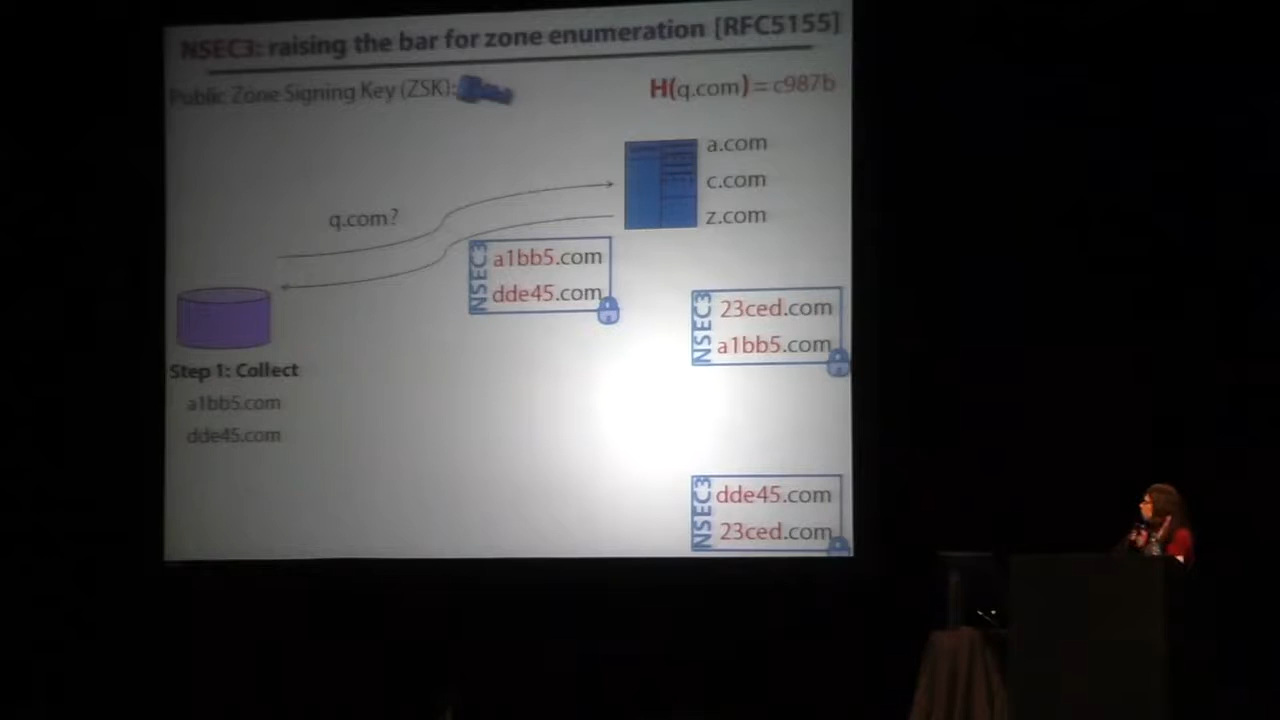 NSEC3: raising the bar for zone enumeration [RFC5155]
Public Zone Signing Key (ZSK):
H(q.com) = c987b
a.com
c.com
z.com
q.com?
NSEC3
a1bb5.com
dde45.com
NSEC3
23ced.com
a1bb5.com
Step 1: Collect
a1bb5.com
dde45.com
NSEC3
dde45.com
23ced.com